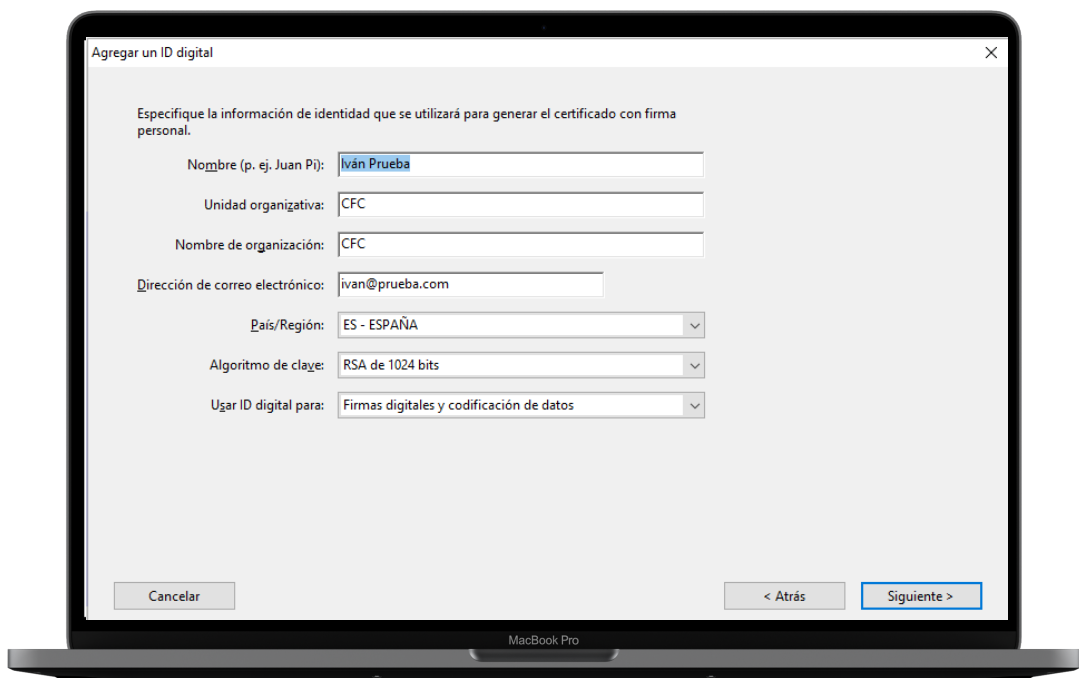 Agregar un ID digital
Especifique la información de identidad que se utilizará para generar el certificado con firma
personal.
Nombre (p. ej. Juan Pi): Iván Prueba
Unidad organizativa: CFC
Nombre de organización: CFC
Dirección de correo electrónico: ivan@prueba.com
País/Región: ES - ESPAÑA
Algoritmo de clave: RSA de 1024 bits
Usar ID digital para: Firmas digitales y codificación de datos
Cancelar < Atrás Siguiente >
MacBook Pro